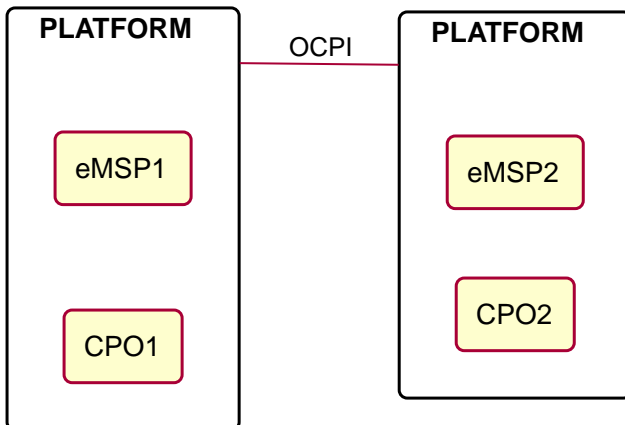 PLATFORM
OCPI
PLATFORM
eMSP1
eMSP2
CPO1
CPO2